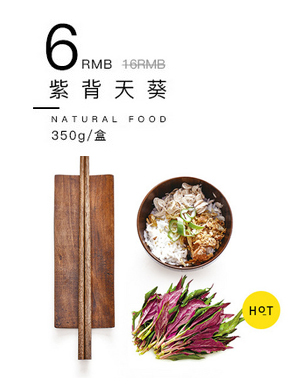 6RMB 16RMB
紫背天葵
NATURAL FOOD
350g/盒
HOT